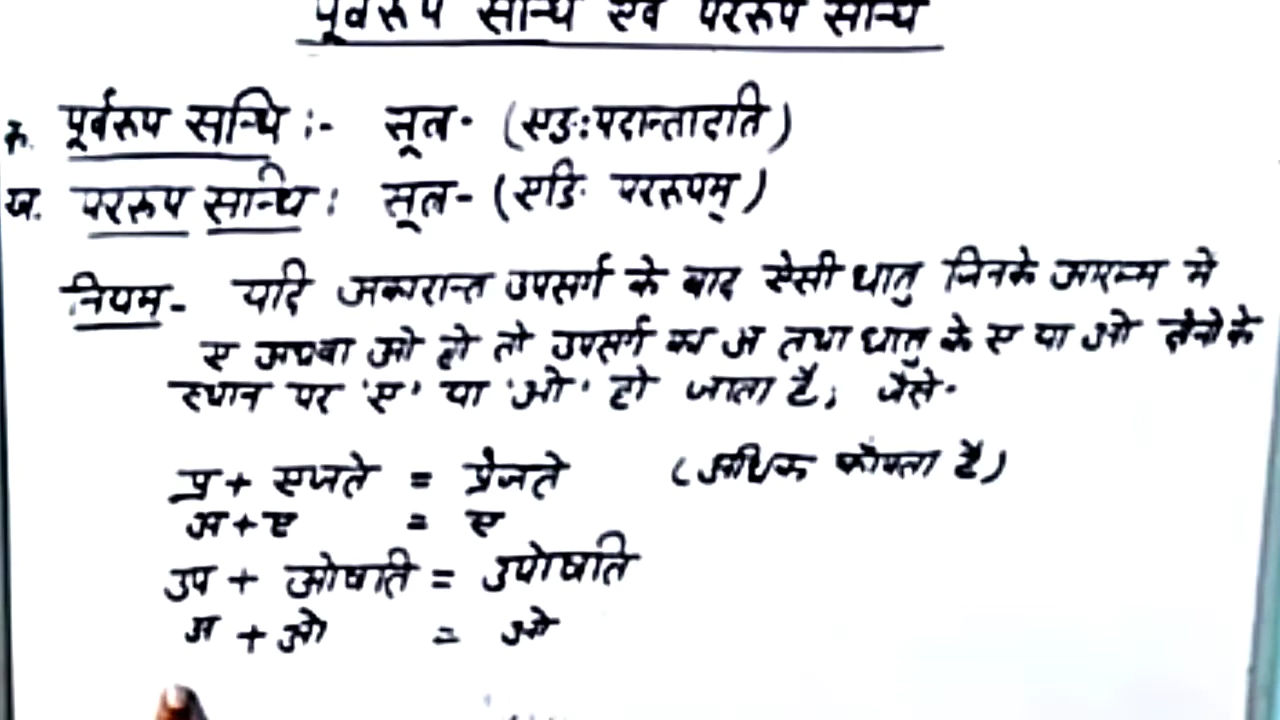 पूर्वरूप सन्धि एवं पररूप सन्धि
क. पूर्वरूप सन्धि :- सूत्र- (एङः पदान्तादति)
ख. पररूप सन्धि : सूत्र- (एङि पररूपम्)
नियम- यदि अकारान्त उपसर्ग के बाद ऐसी धातु जिनके आरम्भ मे
ए अथवा ओ हो तो उपसर्ग का अ तथा धातु के ए या ओ दोनो के
स्थान पर 'ए' या 'ओ' हो जाता है, जैसे-
प्र + एजते = प्रेजते (अधिक काँपता है)
अ + ए = ए
उप + ओषति = उपोषति
अ + ओ = ओ